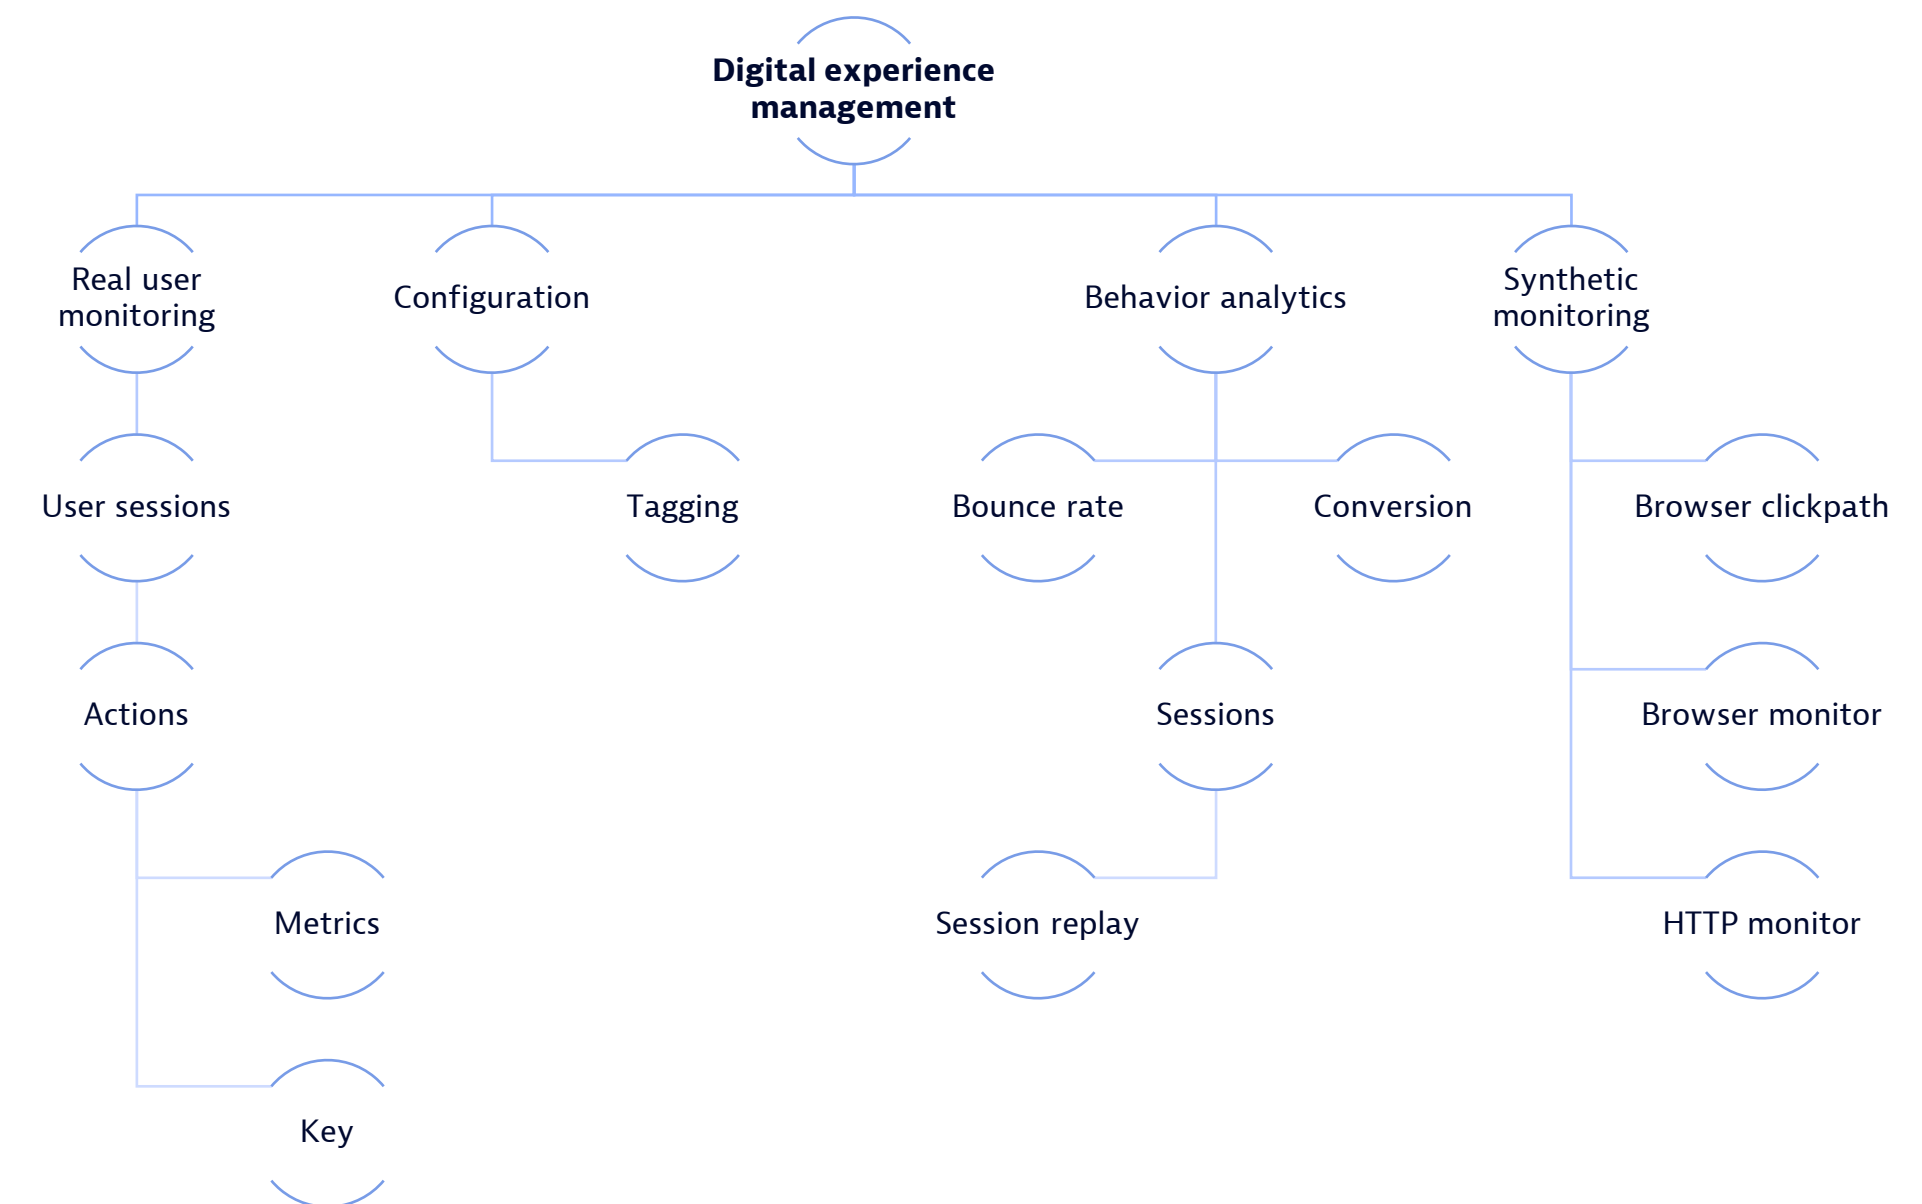 Digital experience
management
Real user
monitoring
Configuration
Behavior analytics
Synthetic
monitoring
User sessions
Tagging
Bounce rate
Conversion
Browser clickpath
Actions
Sessions
Browser monitor
Metrics
Session replay
HTTP monitor
Key